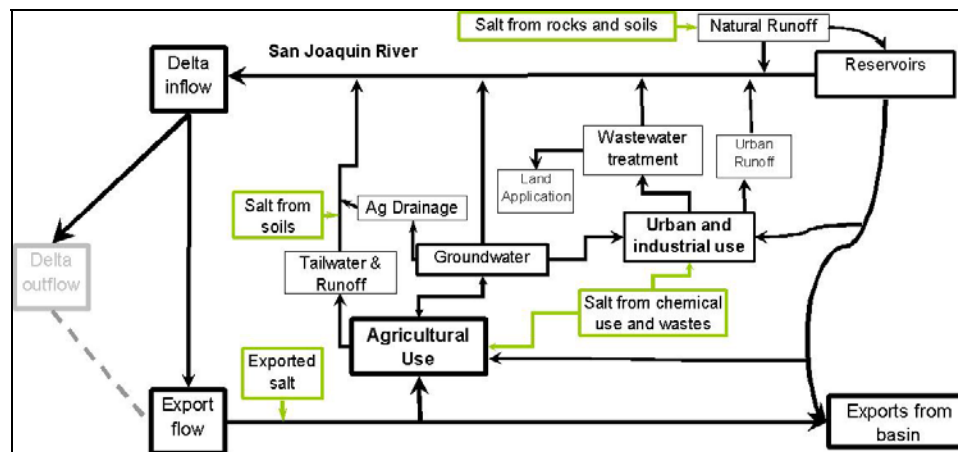 Salt from rocks and soils
Natural Runoff
San Joaquin River
Delta
inflow
Reservoirs
Wastewater
treatment
Urban
Runoff
Land
Application
Salt from
soils
Ag Drainage
Urban and
industrial use
Delta
outflow
Tailwater &
Runoff
Groundwater
Salt from chemical
use and wastes
Agricultural
Use
Exported
salt
Export
flow
Exports from
basin